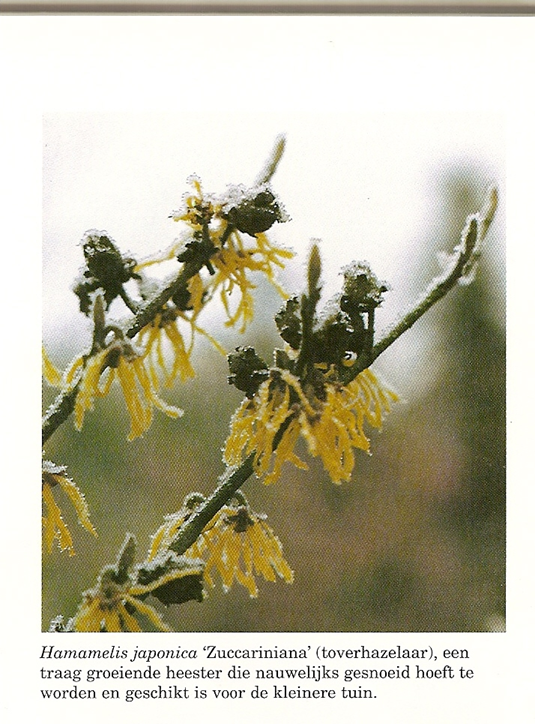 Hamamelis japonica ‘Zuccariniana’ (toverhazelaar), een
traag groeiende heester die nauwelijks gesnoeid hoeft te
worden en geschikt is voor de kleinere tuin.